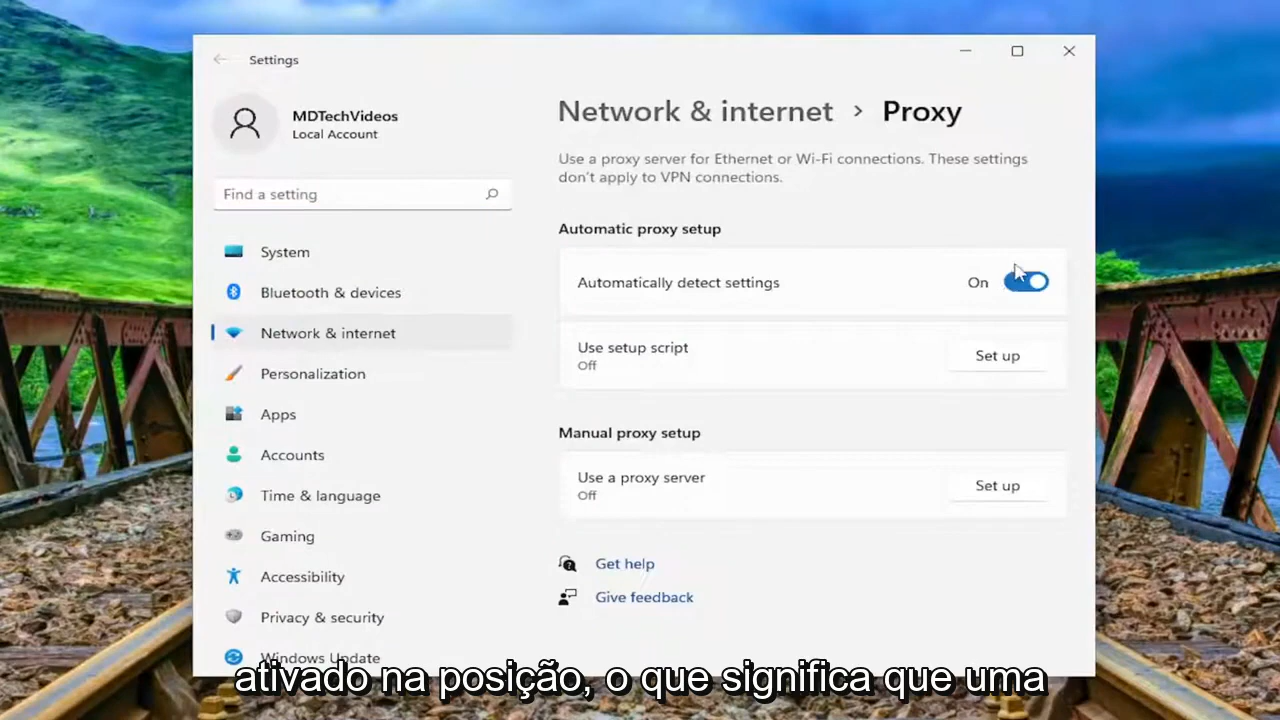 Settings
MDTechVideos
Local Account
Find a setting
System
Bluetooth & devices
Network & internet
Personalization
Apps
Accounts
Time & language
Gaming
Accessibility
Privacy & security
Windows Update
Network & internet > Proxy
Use a proxy server for Ethernet or Wi-Fi connections. These settings
don't apply to VPN connections.
Automatic proxy setup
Automatically detect settings On
Use setup script
Off
Set up
Manual proxy setup
Use a proxy server
Off
Set up
Get help
Give feedback
ativado na posição, o que significa que uma